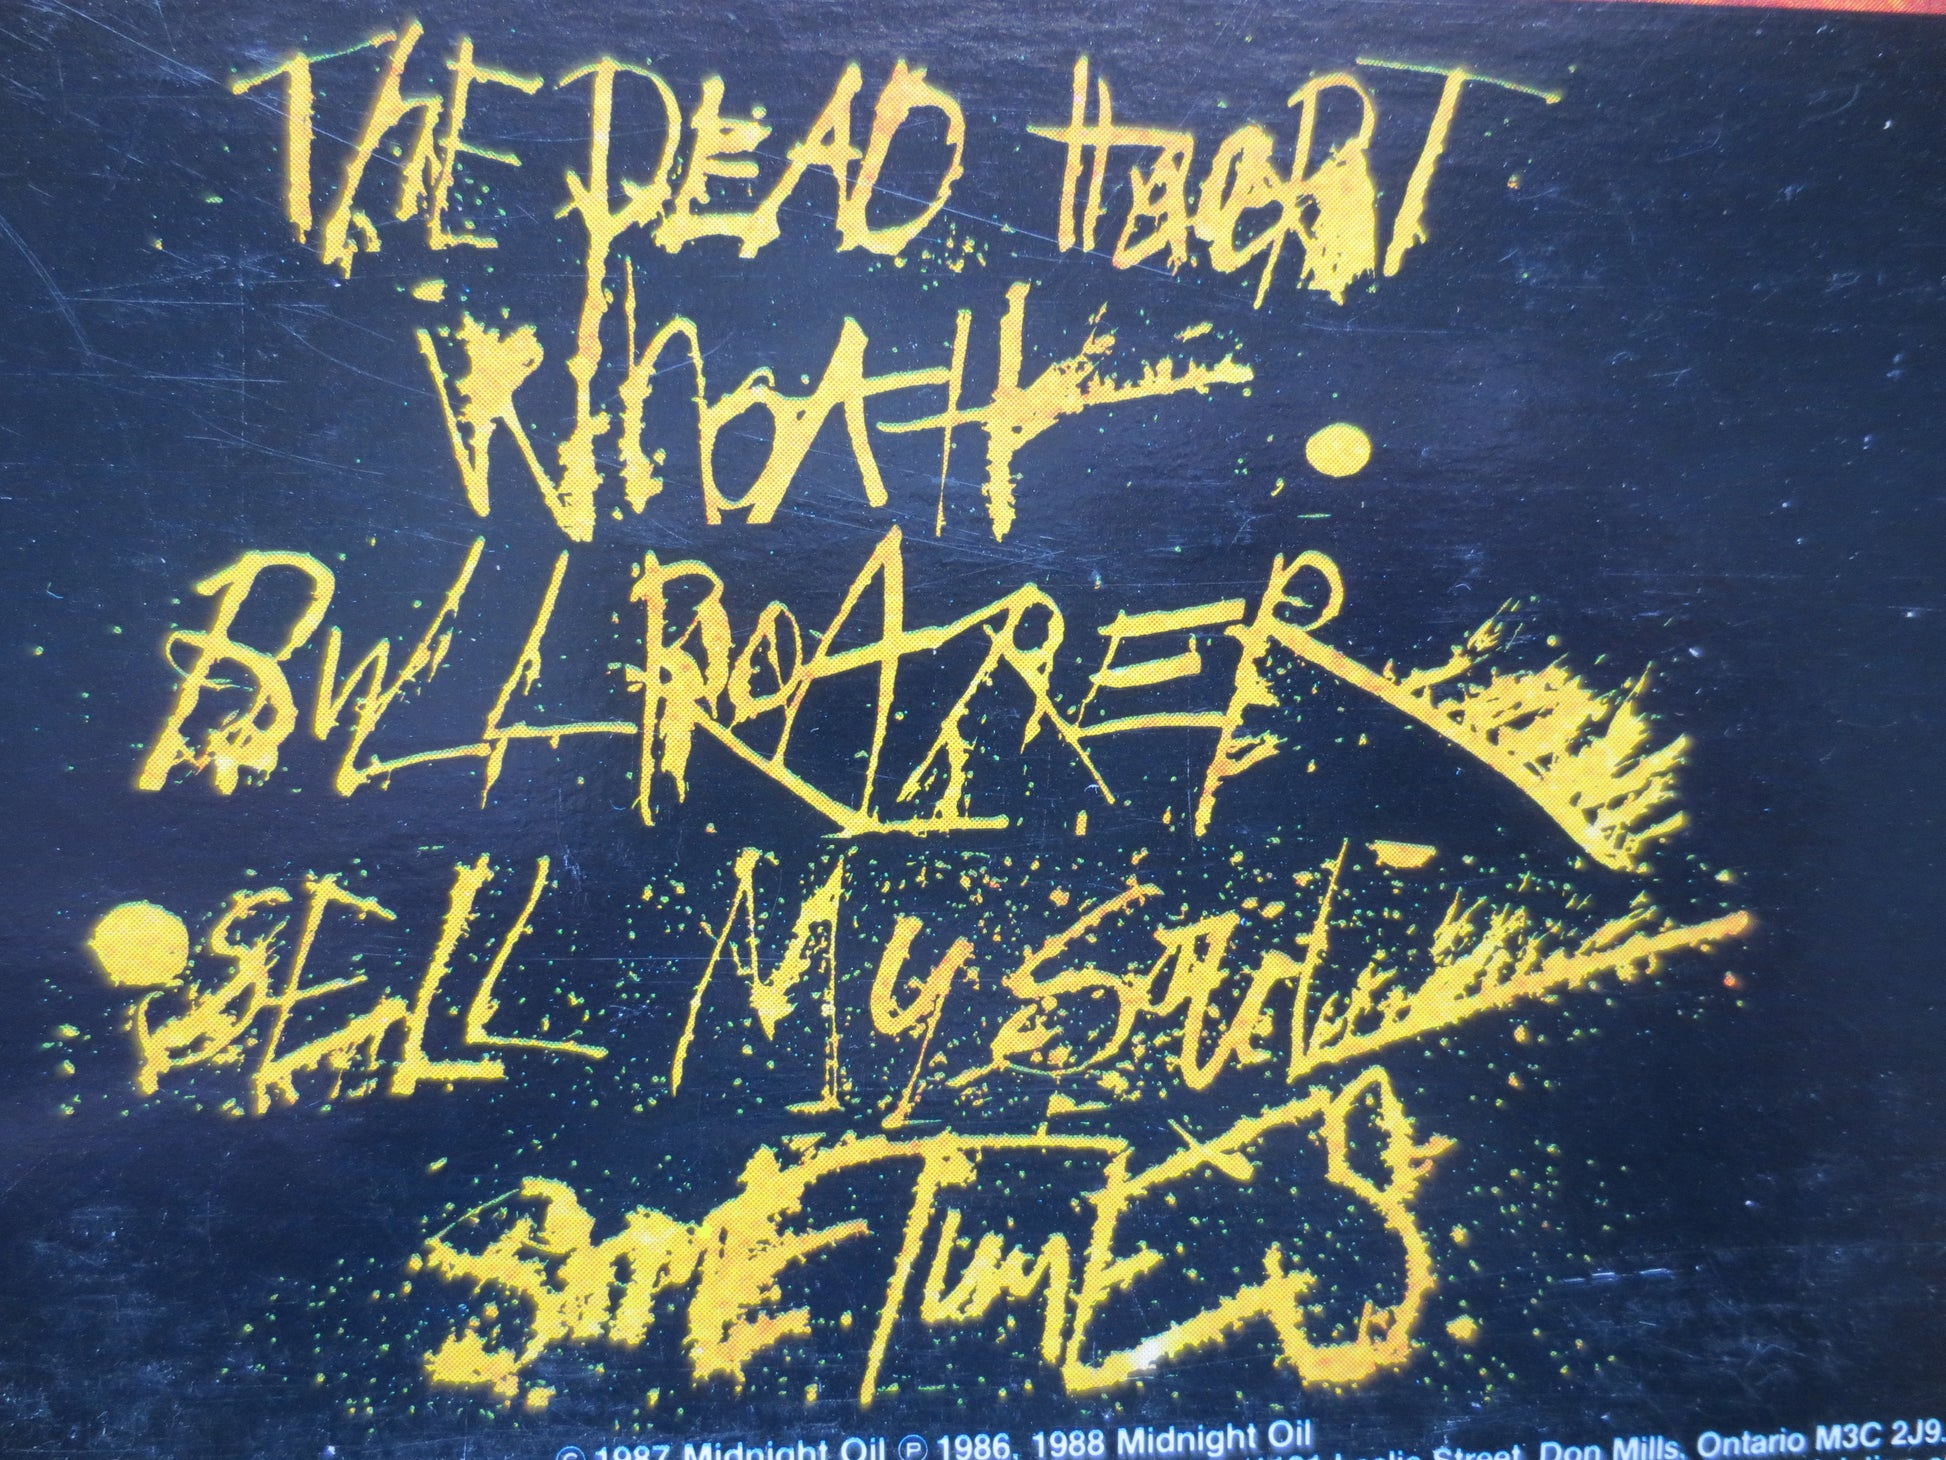 THE DEAD HEART
WhOAH
BULLROARER
SELL My Soul
SOMETIMES
© 1987 Midnight Oil ℗ 1986, 1988 Midnight Oil
Leslie Street, Don Mills, Ontario M3C 2J9.